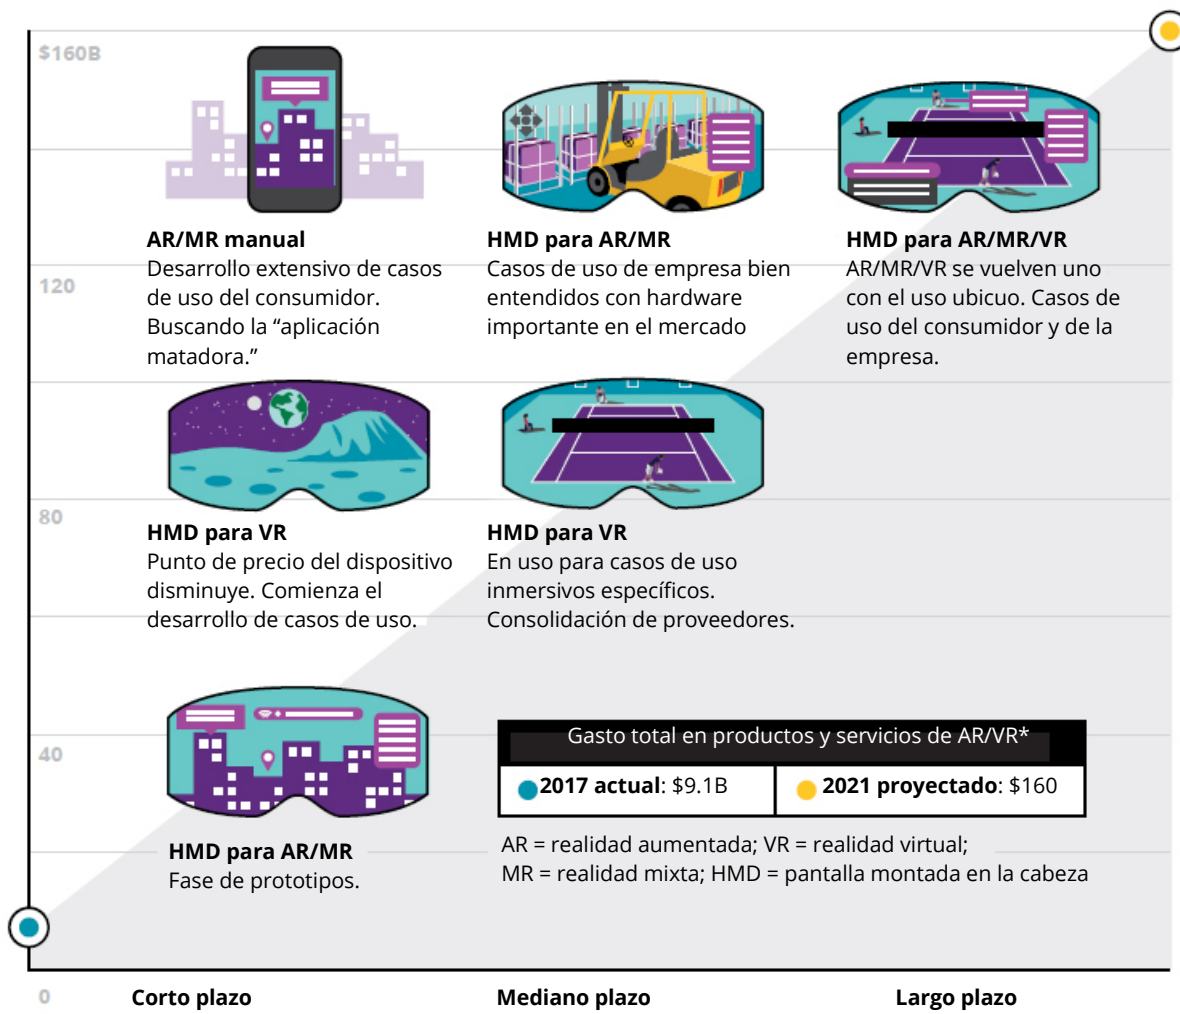 $160B
AR/MR manual
Desarrollo extensivo de casos
de uso del consumidor.
Buscando la “aplicación
matadora.”
HMD para AR/MR
Casos de uso de empresa bien
entendidos con hardware
importante en el mercado
HMD para AR/MR/VR
AR/MR/VR se vuelven uno
con el uso ubicuo. Casos de
uso del consumidor y de la
empresa.
120
HMD para VR
Punto de precio del dispositivo
disminuye. Comienza el
desarrollo de casos de uso.
HMD para VR
En uso para casos de uso
inmersivos específicos.
Consolidación de proveedores.
80
HMD para AR/MR
Fase de prototipos.
40
Gasto total en productos y servicios de AR/VR*
2017 actual: $9.1B
2021 proyectado: $160
AR = realidad aumentada; VR = realidad virtual;
MR = realidad mixta; HMD = pantalla montada en la cabeza
0
Corto plazo
Mediano plazo
Largo plazo